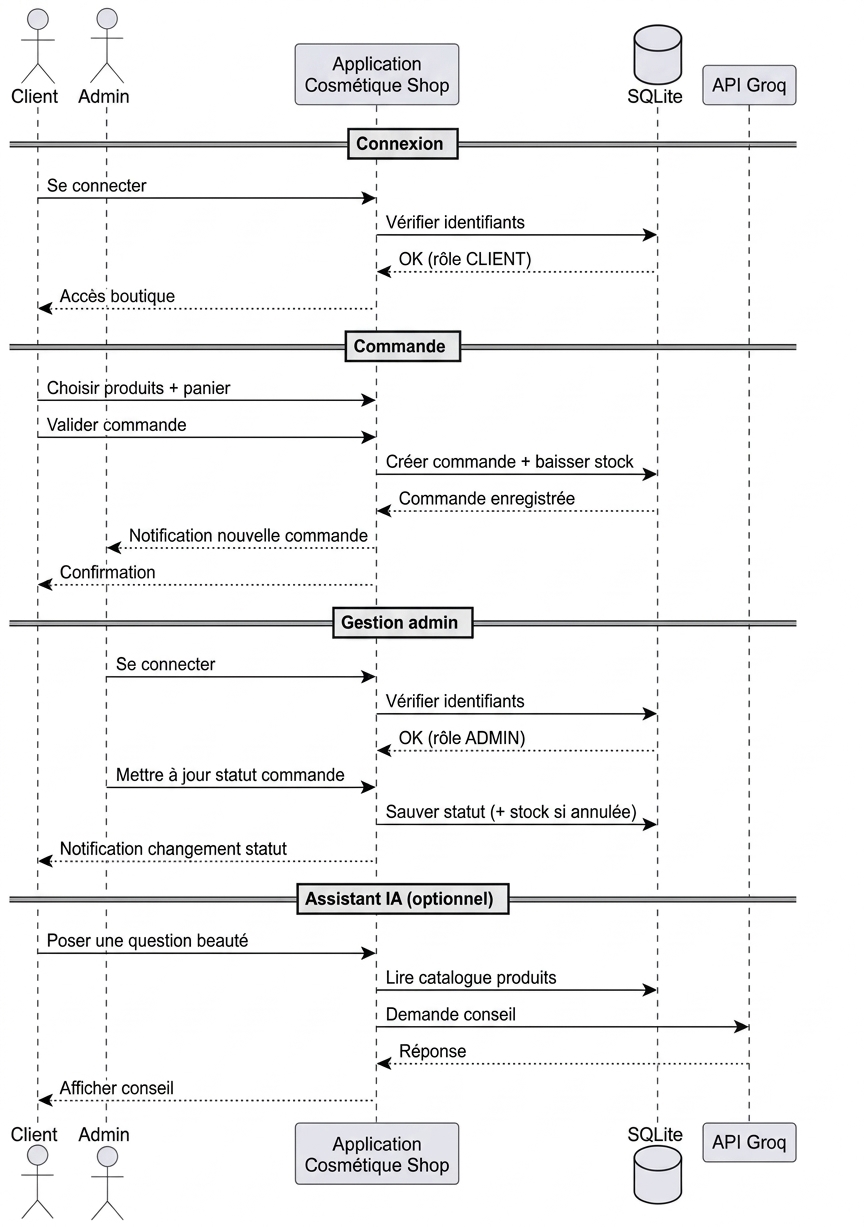 Client
Admin
Application
Cosmétique Shop
SQLite
API Groq
Connexion
Se connecter
Vérifier identifiants
OK (rôle CLIENT)
Accès boutique
Commande
Choisir produits + panier
Valider commande
Créer commande + baisser stock
Commande enregistrée
Notification nouvelle commande
Confirmation
Gestion admin
Se connecter
Vérifier identifiants
OK (rôle ADMIN)
Mettre à jour statut commande
Sauver statut (+ stock si annulée)
Notification changement statut
Assistant IA (optionnel)
Poser une question beauté
Lire catalogue produits
Demande conseil
Réponse
Afficher conseil
Client
Admin
Application
Cosmétique Shop
SQLite
API Groq